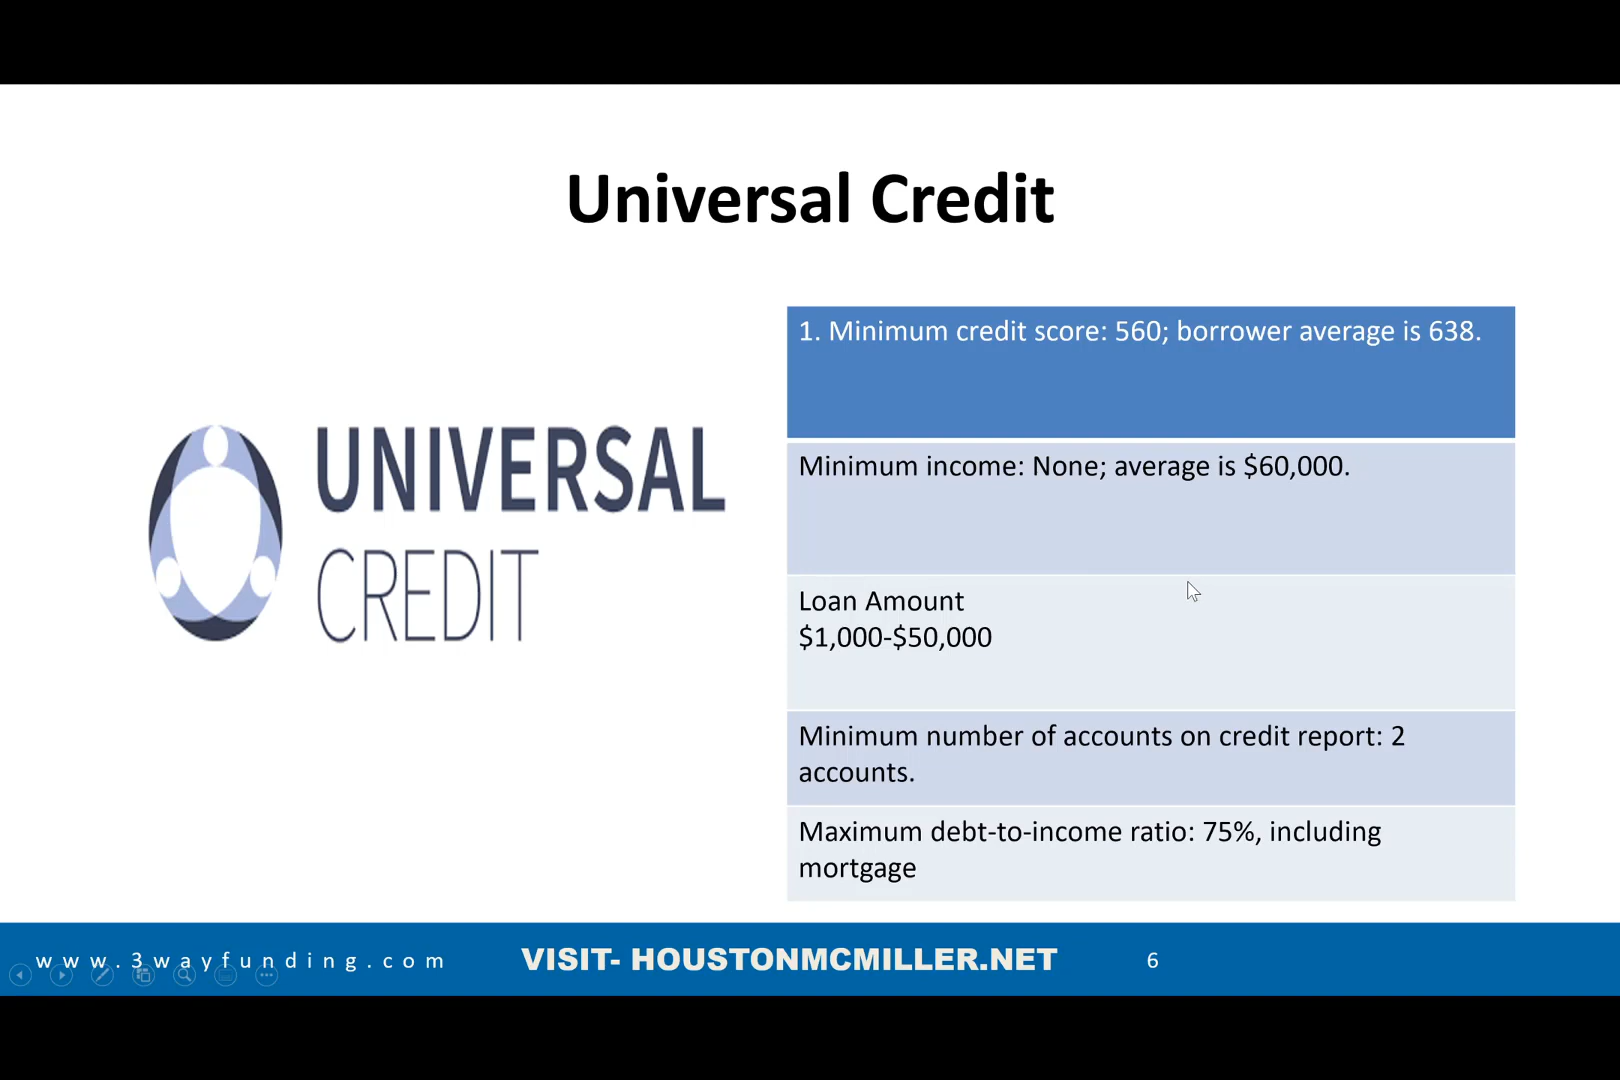 Universal Credit
UNIVERSAL
CREDIT
1. Minimum credit score: 560; borrower average is 638.
Minimum income: None; average is $60,000.
Loan Amount
$1,000-$50,000
Minimum number of accounts on credit report: 2
accounts.
Maximum debt-to-income ratio: 75%, including
mortgage
www.3wayfunding.com
VISIT- HOUSTONMCMILLER.NET
6